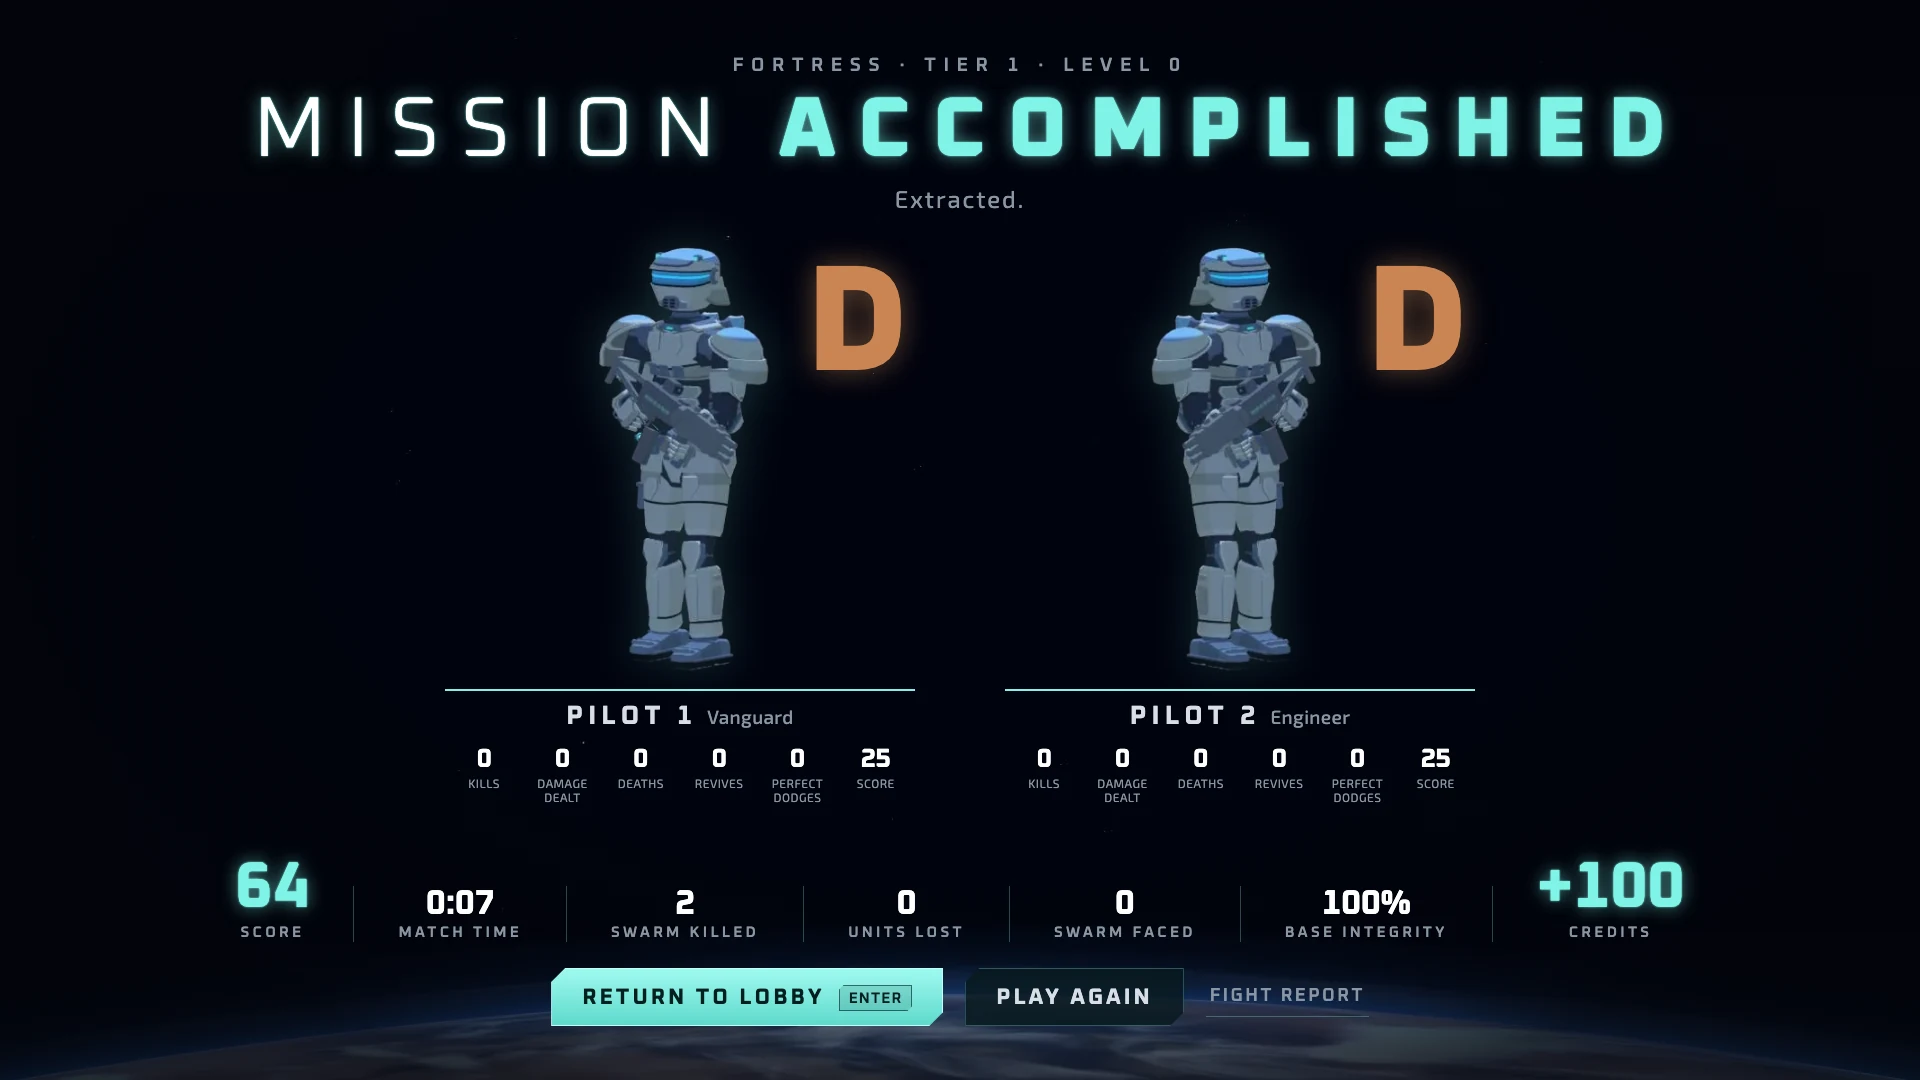 FORTRESS · TIER 1 · LEVEL 0
MISSION ACCOMPLISHED
Extracted.
D
D
PILOT 1 Vanguard
0 0 0 0 0 25
KILLS DAMAGE DEALT DEATHS REVIVES PERFECT DODGES SCORE
PILOT 2 Engineer
0 0 0 0 0 25
KILLS DAMAGE DEALT DEATHS REVIVES PERFECT DODGES SCORE
64 0:07 2 0 0 100% +100
SCORE MATCH TIME SWARM KILLED UNITS LOST SWARM FACED BASE INTEGRITY CREDITS
RETURN TO LOBBY ENTER PLAY AGAIN FIGHT REPORT